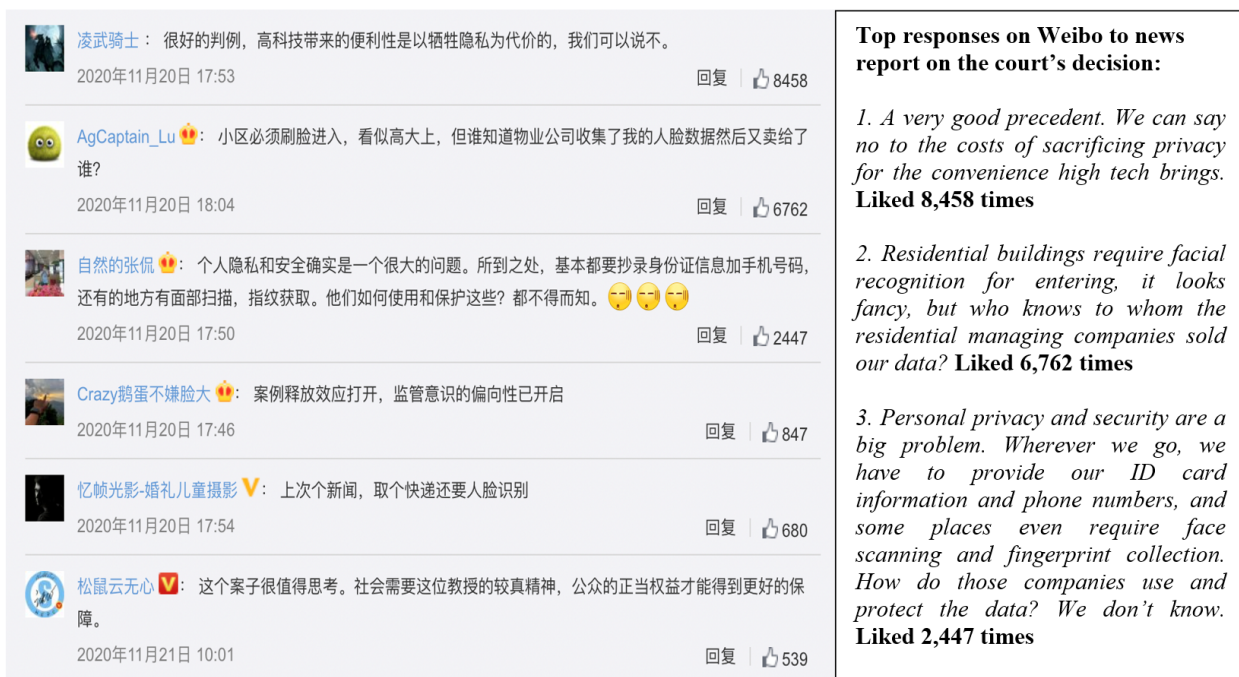 凌武骑士： 很好的判例，高科技带来的便利性是以牺牲隐私为代价的，我们可以说不。
2020年11月20日 17:53
回复 8458
AgCaptain_Lu： 小区必须刷脸进入，看似高大上，但谁知道物业公司收集了我的人脸数据然后又卖给了
谁？
2020年11月20日 18:04
回复 6762
自然的张侃： 个人隐私和安全确实是一个很大的问题。所到之处，基本都要抄录身份证信息加手机号码，
还有的地方有面部扫描，指纹获取。他们如何使用和保护这些？都不得而知。
2020年11月20日 17:50
回复 2447
Crazy鹅蛋不嫌脸大： 案例释放效应打开，监管意识的偏向性已开启
2020年11月20日 17:46
回复 847
忆帧光影-婚礼儿童摄影： 上次个新闻，取个快递还要人脸识别
2020年11月20日 17:54
回复 680
松鼠云无心： 这个案子很值得思考。社会需要这位教授的较真精神，公众的正当权益才能得到更好的保
障。
2020年11月21日 10:01
回复 539
Top responses on Weibo to news
report on the court's decision:
1. A very good precedent. We can say
no to the costs of sacrificing privacy
for the convenience high tech brings.
Liked 8,458 times
2. Residential buildings require facial
recognition for entering, it looks
fancy, but who knows to whom the
residential managing companies sold
our data? Liked 6,762 times
3. Personal privacy and security are a
big problem. Wherever we go, we
have to provide our ID card
information and phone numbers, and
some places even require face
scanning and fingerprint collection.
How do those companies use and
protect the data? We don't know.
Liked 2,447 times